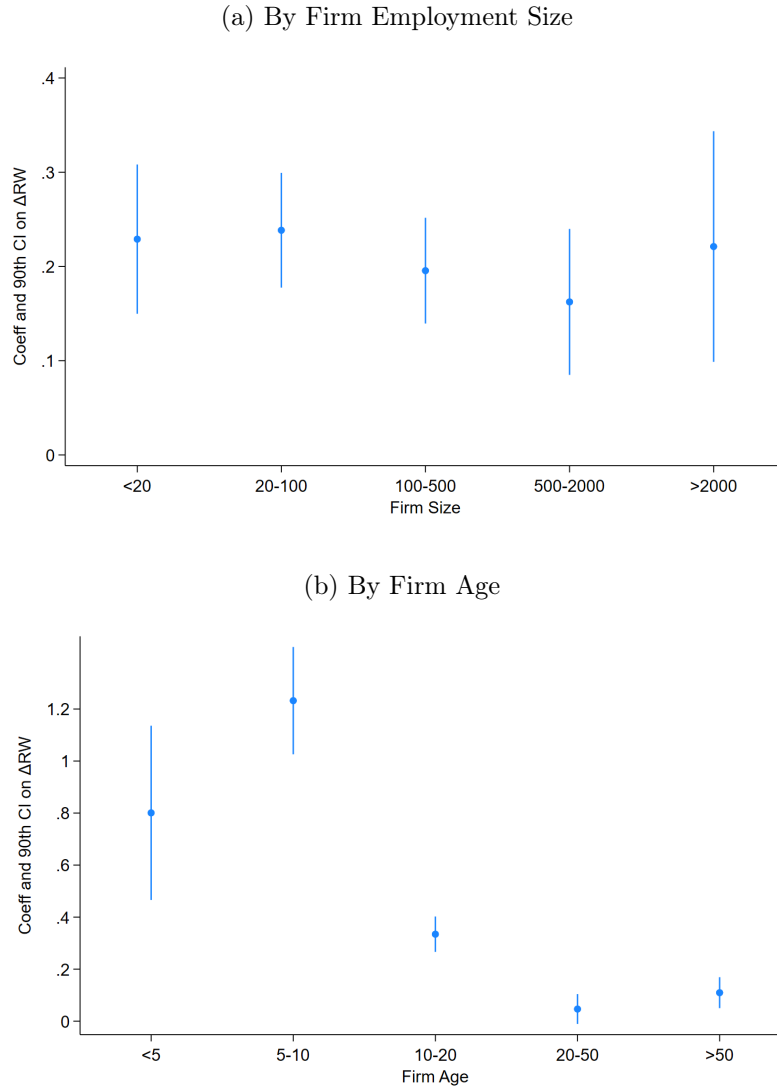 (a) By Firm Employment Size
Coeff and 90th CI on ΔRW
.4
.3
.2
.1
0
<20 20-100 100-500 500-2000 >2000
Firm Size
(b) By Firm Age
Coeff and 90th CI on ΔRW
1.2
1
.8
.6
.4
.2
0
<5 5-10 10-20 20-50 >50
Firm Age